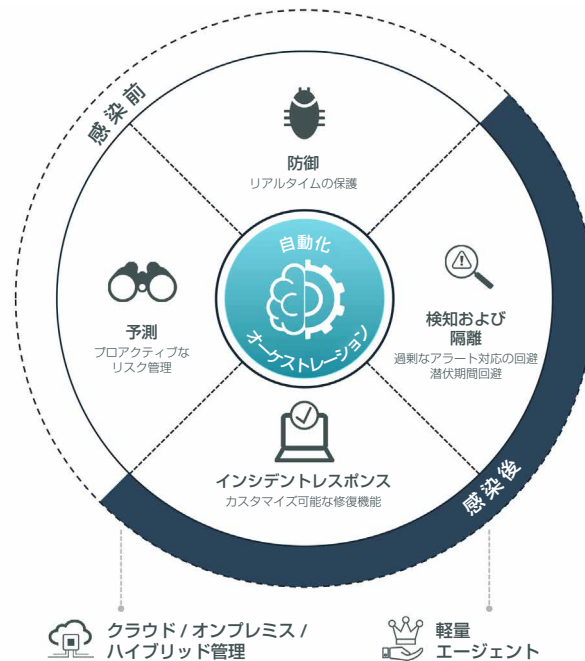 感染前
防御
リアルタイムの保護
自動化
オーケストレーション
予測
プロアクティブな
リスク管理
検知および
隔離
過剰なアラート対応の回避
潜伏期間回避
インシデントレスポンス
カスタマイズ可能な修復機能
感染後
クラウド / オンプレミス /
ハイブリッド管理
軽量
エージェント